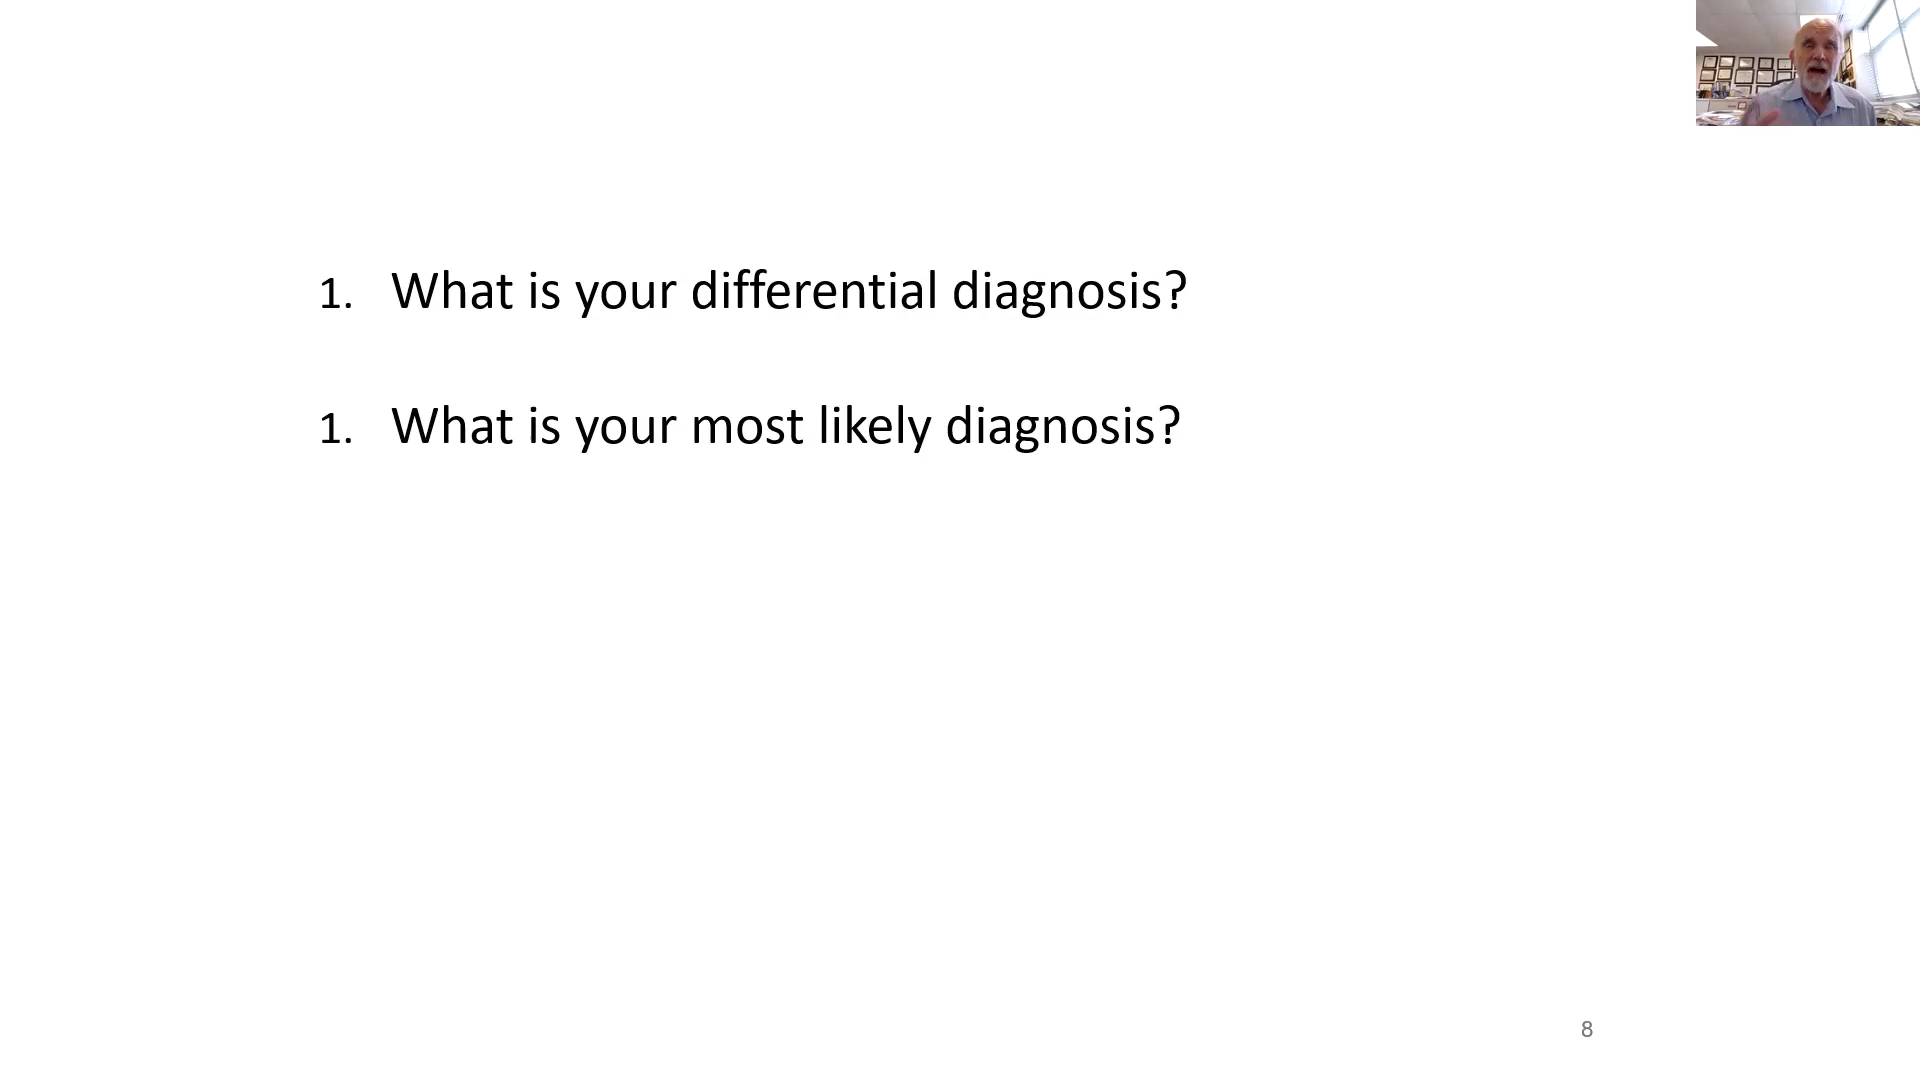 1. What is your differential diagnosis?
1. What is your most likely diagnosis?
8